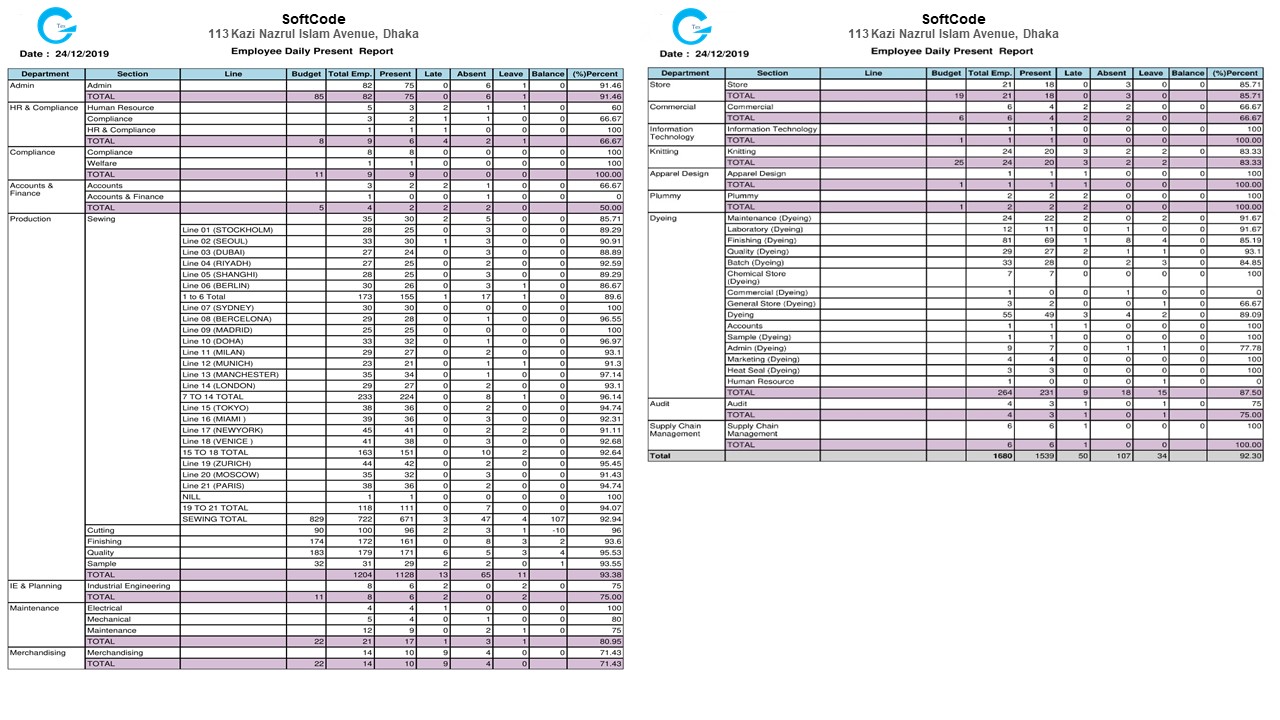 SoftCode
113 Kazi Nazrul Islam Avenue, Dhaka
Date : 24/12/2019 Employee Daily Present Report
Department Section Line Budget Total Emp. Present Late Absent Leave Balance (%)Percent
Admin Admin 82 75 0 6 1 0 91.46
TOTAL 85 82 75 0 6 1 91.46
HR & Compliance Human Resource 5 3 2 1 1 0 60
Compliance 3 2 1 1 0 0 66.67
HR & Compliance 1 1 1 0 0 0 100
TOTAL 8 9 6 4 2 1 66.67
Compliance Compliance 8 8 0 0 0 0 100
Welfare 1 1 0 0 0 0 100
TOTAL 11 9 9 0 0 0 100.00
Accounts & Finance Accounts 3 2 2 1 0 0 66.67
Accounts & Finance 1 0 0 1 0 0 0
TOTAL 5 4 2 2 2 0 50.00
Production Sewing 35 30 2 5 0 0 85.71
Line 01 (STOCKHOLM) 28 25 0 3 0 0 89.29
Line 02 (SEOUL) 33 30 1 3 0 0 90.91
Line 03 (DUBAI) 27 24 0 3 0 0 88.89
Line 04 (RIYADH) 27 25 0 2 0 0 92.59
Line 05 (SHANGHI) 28 25 0 3 0 0 89.29
Line 06 (BERLIN) 30 26 0 3 1 0 86.67
1 to 6 Total 173 155 1 17 1 0 89.6
Line 07 (SYDNEY) 30 30 0 0 0 0 100
Line 08 (BERCELONA) 29 28 0 1 0 0 96.55
Line 09 (MADRID) 25 25 0 0 0 0 100
Line 10 (DOHA) 33 32 0 1 0 0 96.97
Line 11 (MILAN) 29 27 0 2 0 0 93.1
Line 12 (MUNICH) 23 21 0 1 1 0 91.3
Line 13 (MANCHESTER) 35 34 0 1 0 0 97.14
Line 14 (LONDON) 29 27 0 2 0 0 93.1
7 TO 14 TOTAL 233 224 0 8 1 0 96.14
Line 15 (TOKYO) 38 36 0 2 0 0 94.74
Line 16 (MIAMI ) 39 36 0 3 0 0 92.31
Line 17 (NEWYORK) 45 41 0 2 2 0 91.11
Line 18 (VENICE ) 41 38 0 3 0 0 92.68
15 TO 18 TOTAL 163 151 0 10 2 0 92.64
Line 19 (ZURICH) 44 42 0 2 0 0 95.45
Line 20 (MOSCOW) 35 32 0 3 0 0 91.43
Line 21 (PARIS) 38 36 0 2 0 0 94.74
NILL 1 1 0 0 0 0 100
19 TO 21 TOTAL 118 111 0 7 0 0 94.07
SEWING TOTAL 829 722 671 3 47 4 107 92.94
Cutting 90 100 96 2 3 1 -10 96
Finishing 174 172 161 0 8 3 2 93.6
Quality 183 179 171 6 5 3 4 95.53
Sample 32 31 29 2 2 0 1 93.55
TOTAL 1204 1128 13 65 11 93.38
IE & Planning Industrial Engineering 8 6 2 0 2 0 75
TOTAL 11 8 6 2 0 2 75.00
Maintenance Electrical 4 4 1 0 0 0 100
Mechanical 5 4 0 1 0 0 80
Maintenance 12 9 0 2 1 0 75
TOTAL 22 21 17 1 3 1 80.95
Merchandising Merchandising 14 10 9 4 0 0 71.43
TOTAL 22 14 10 9 4 0 71.43
SoftCode
113 Kazi Nazrul Islam Avenue, Dhaka
Date : 24/12/2019 Employee Daily Present Report
Department Section Line Budget Total Emp. Present Late Absent Leave Balance (%)Percent
Store Store 21 18 0 3 0 0 85.71
TOTAL 19 21 18 0 3 0 85.71
Commercial Commercial 6 4 2 2 0 0 66.67
TOTAL 6 6 4 2 2 0 66.67
Information Technology Information Technology 1 1 0 0 0 0 100
TOTAL 1 1 1 0 0 0 100.00
Knitting Knitting 24 20 3 2 2 0 83.33
TOTAL 25 24 20 3 2 2 83.33
Apparel Design Apparel Design 1 1 1 0 0 0 100
TOTAL 1 1 1 1 0 0 100.00
Plummy Plummy 2 2 2 0 0 0 100
TOTAL 1 2 2 2 0 0 100.00
Dyeing Maintenance (Dyeing) 24 22 2 0 2 0 91.67
Laboratory (Dyeing) 12 11 0 1 0 0 91.67
Finishing (Dyeing) 81 69 1 8 4 0 85.19
Quality (Dyeing) 29 27 2 1 1 0 93.1
Batch (Dyeing) 33 28 0 2 3 0 84.85
Chemical Store (Dyeing) 7 7 0 0 0 0 100
Commercial (Dyeing) 1 0 0 1 0 0 0
General Store (Dyeing) 3 2 0 0 1 0 66.67
Dyeing 55 49 3 4 2 0 89.09
Accounts 1 1 1 0 0 0 100
Sample (Dyeing) 1 1 0 0 0 0 100
Admin (Dyeing) 9 7 0 1 1 0 77.78
Marketing (Dyeing) 4 4 0 0 0 0 100
Heat Seal (Dyeing) 3 3 0 0 0 0 100
Human Resource 1 0 0 0 1 0 0
TOTAL 264 231 9 18 15 87.50
Audit Audit 4 3 1 0 1 0 75
TOTAL 4 3 1 0 1 75.00
Supply Chain Management Supply Chain Management 6 6 1 0 0 0 100
TOTAL 6 6 1 0 0 100.00
Total 1680 1539 50 107 34 92.30